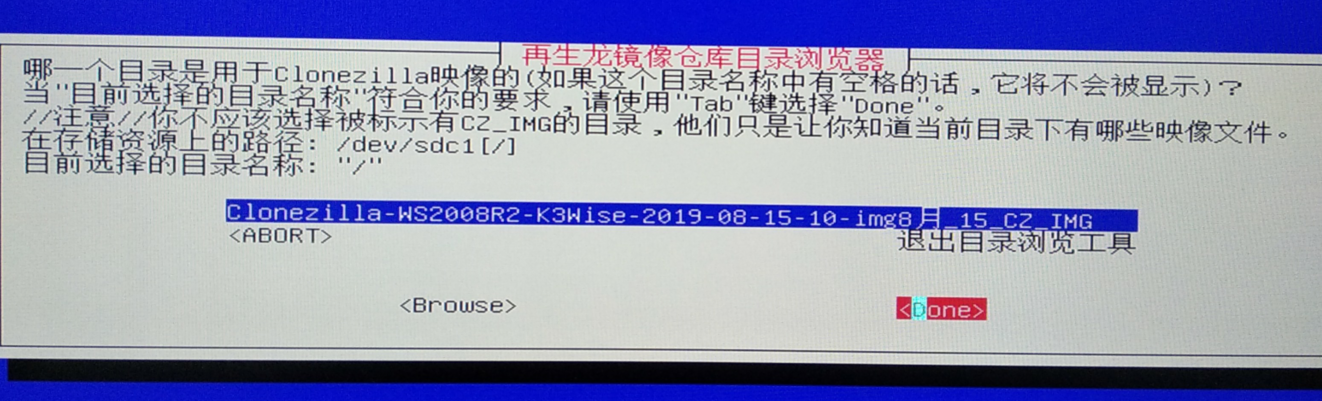 再生龙镜像仓库目录浏览器
哪一个目录是用于Clonezilla映像的(如果这个目录名称中有空格的话，它将不会被显示)?
当"目前选择的目录名称"符合你的要求，请使用"Tab"键选择"Done"。
//注意//你不应该选择被标示有CZ_IMG的目录，他们只是让你知道当前目录下有哪些映像文件。
在存储资源上的路径: /dev/sdc1[/]
目前选择的目录名称: "/"
Clonezilla-WS2008R2-K3Wise-2019-08-15-10-img8月_15_CZ_IMG
<ABORT> 退出目录浏览工具
<Browse> <Done>